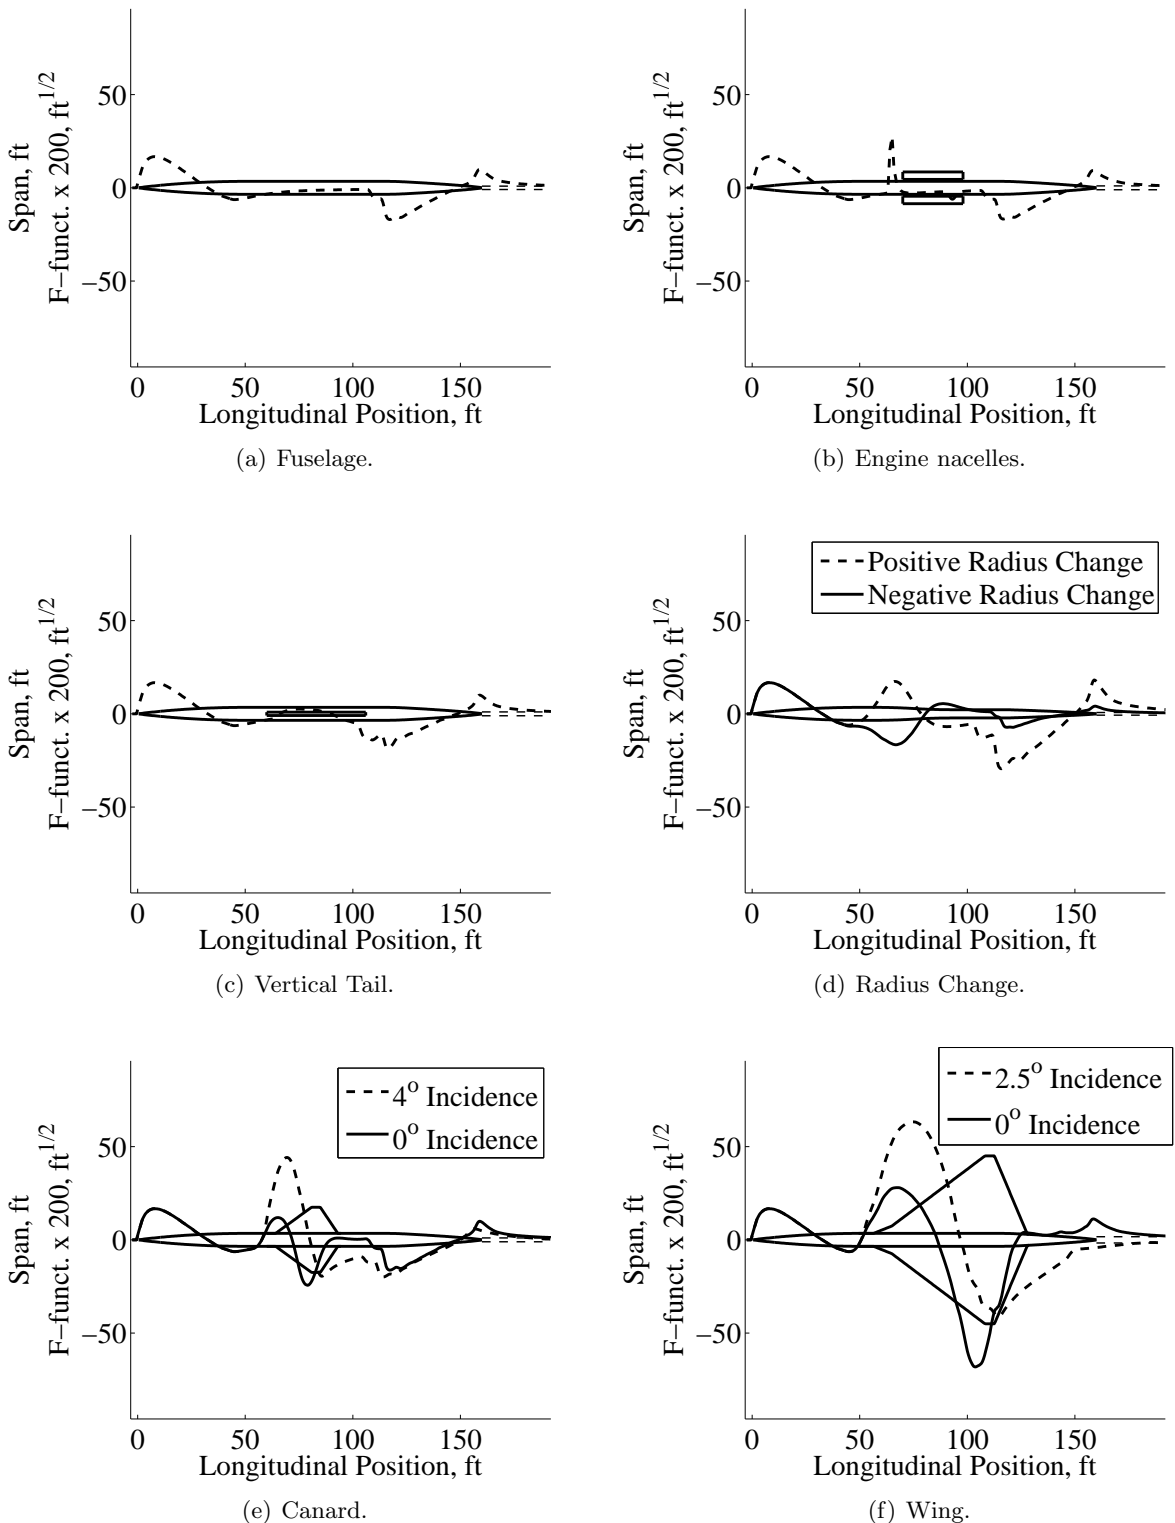 50
0
−50
Span, ft
F−funct. x 200, ft^1/2
0 50 100 150
Longitudinal Position, ft
(a) Fuselage.
50
0
−50
Span, ft
F−funct. x 200, ft^1/2
0 50 100 150
Longitudinal Position, ft
(b) Engine nacelles.
50
0
−50
Span, ft
F−funct. x 200, ft^1/2
0 50 100 150
Longitudinal Position, ft
(c) Vertical Tail.
Positive Radius Change
Negative Radius Change
50
0
−50
Span, ft
F−funct. x 200, ft^1/2
0 50 100 150
Longitudinal Position, ft
(d) Radius Change.
4° Incidence
0° Incidence
50
0
−50
Span, ft
F−funct. x 200, ft^1/2
0 50 100 150
Longitudinal Position, ft
(e) Canard.
2.5° Incidence
0° Incidence
50
0
−50
Span, ft
F−funct. x 200, ft^1/2
0 50 100 150
Longitudinal Position, ft
(f) Wing.